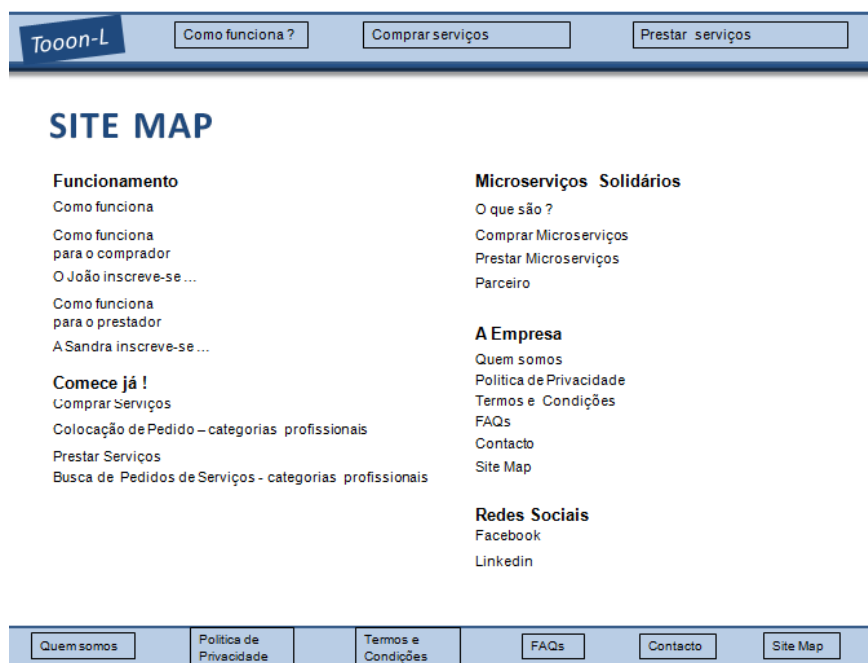 Tooon-L
Como funciona ?
Comprar serviços
Prestar serviços
SITE MAP
Funcionamento
Como funciona
Como funciona
para o comprador
O João inscreve-se ...
Como funciona
para o prestador
A Sandra inscreve-se ...
Comece já !
Comprar Serviços
Colocação de Pedido – categorias profissionais
Prestar Serviços
Busca de Pedidos de Serviços - categorias profissionais
Microserviços Solidários
O que são ?
Comprar Microserviços
Prestar Microserviços
Parceiro
A Empresa
Quem somos
Politica de Privacidade
Termos e Condições
FAQs
Contacto
Site Map
Redes Sociais
Facebook
Linkedin
Quem somos
Politica de
Privacidade
Termos e
Condições
FAQs
Contacto
Site Map